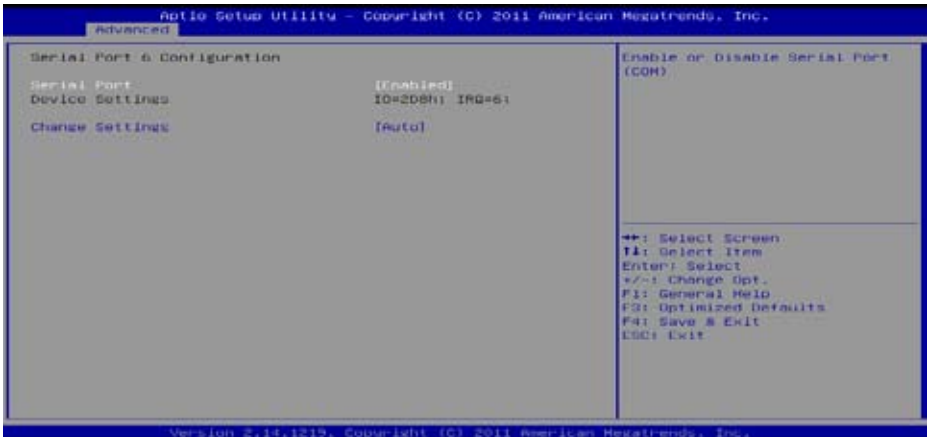 Aptio Setup Utility – Copyright (C) 2011 American Megatrends, Inc.
Advanced
Serial Port 6 Configuration
Serial Port [Enabled]
Device Settings IO=2D8h; IRQ=6;
Change Settings [Auto]
Enable or Disable Serial Port
(COM)
→←: Select Screen
↑↓: Select Item
Enter: Select
+/-: Change Opt.
F1: General Help
F3: Optimized Defaults
F4: Save & Exit
ESC: Exit
Version 2.14.1219. Copyright (C) 2011 American Megatrends, Inc.